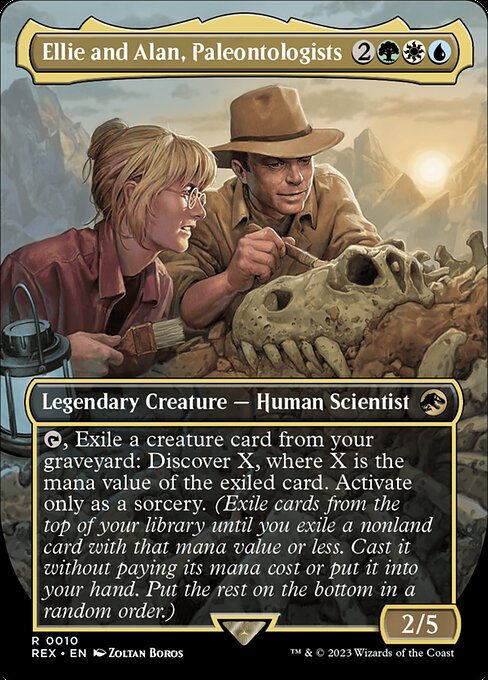 Ellie and Alan, Paleontologists 2
Legendary Creature — Human Scientist
, Exile a creature card from your
graveyard: Discover X, where X is the
mana value of the exiled card. Activate
only as a sorcery. (Exile cards from the
top of your library until you exile a nonland
card with that mana value or less. Cast it
without paying its mana cost or put it into
your hand. Put the rest on the bottom in a
random order.)
2/5
R 0010
REX • EN Zoltan Boros
™ & © 2023 Wizards of the Coast